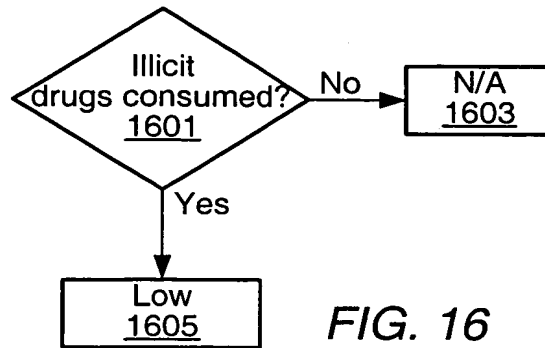 Illicit
drugs consumed?
1601
No
N/A
1603
Yes
Low
1605
FIG. 16